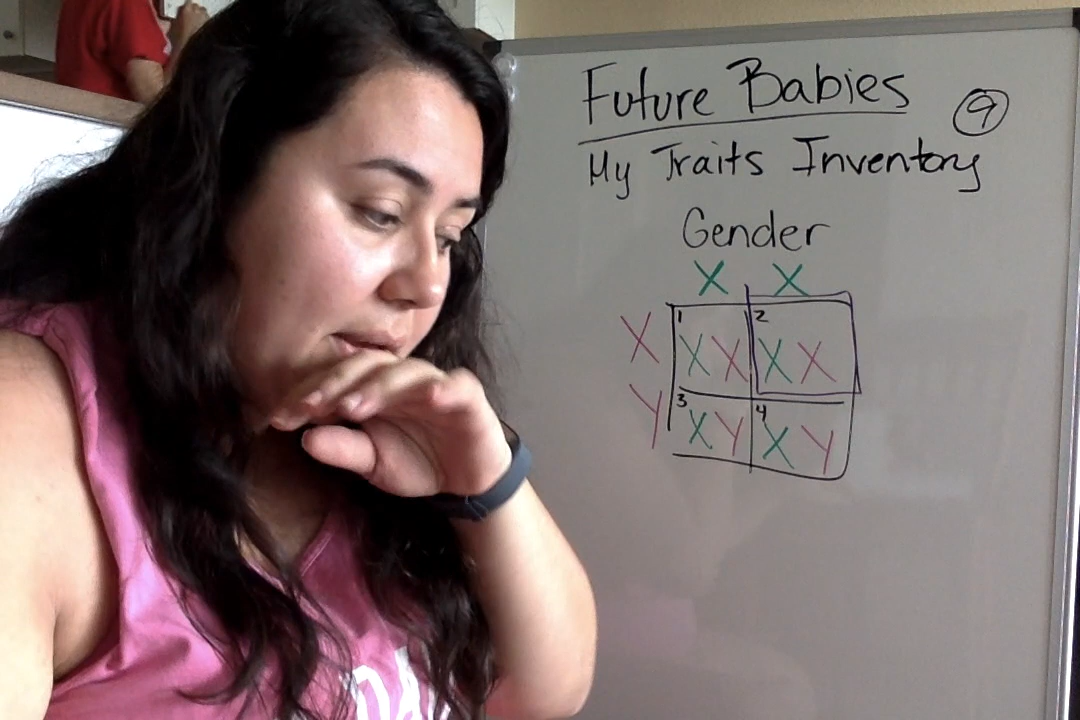 Future Babies 9
My Traits Inventory
Gender
X X
X 1 XX 2 XX
Y 3 XY 4 XY